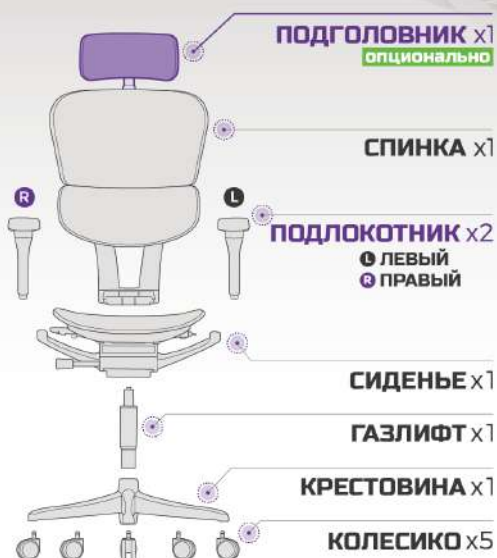 ПОДГОЛОВНИК x1
опционально
СПИНКА x1
R
L
ПОДЛОКОТНИК x2
L ЛЕВЫЙ
R ПРАВЫЙ
СИДЕНЬЕ x1
ГАЗЛИФТ x1
КРЕСТОВИНА x1
КОЛЕСИКО x5